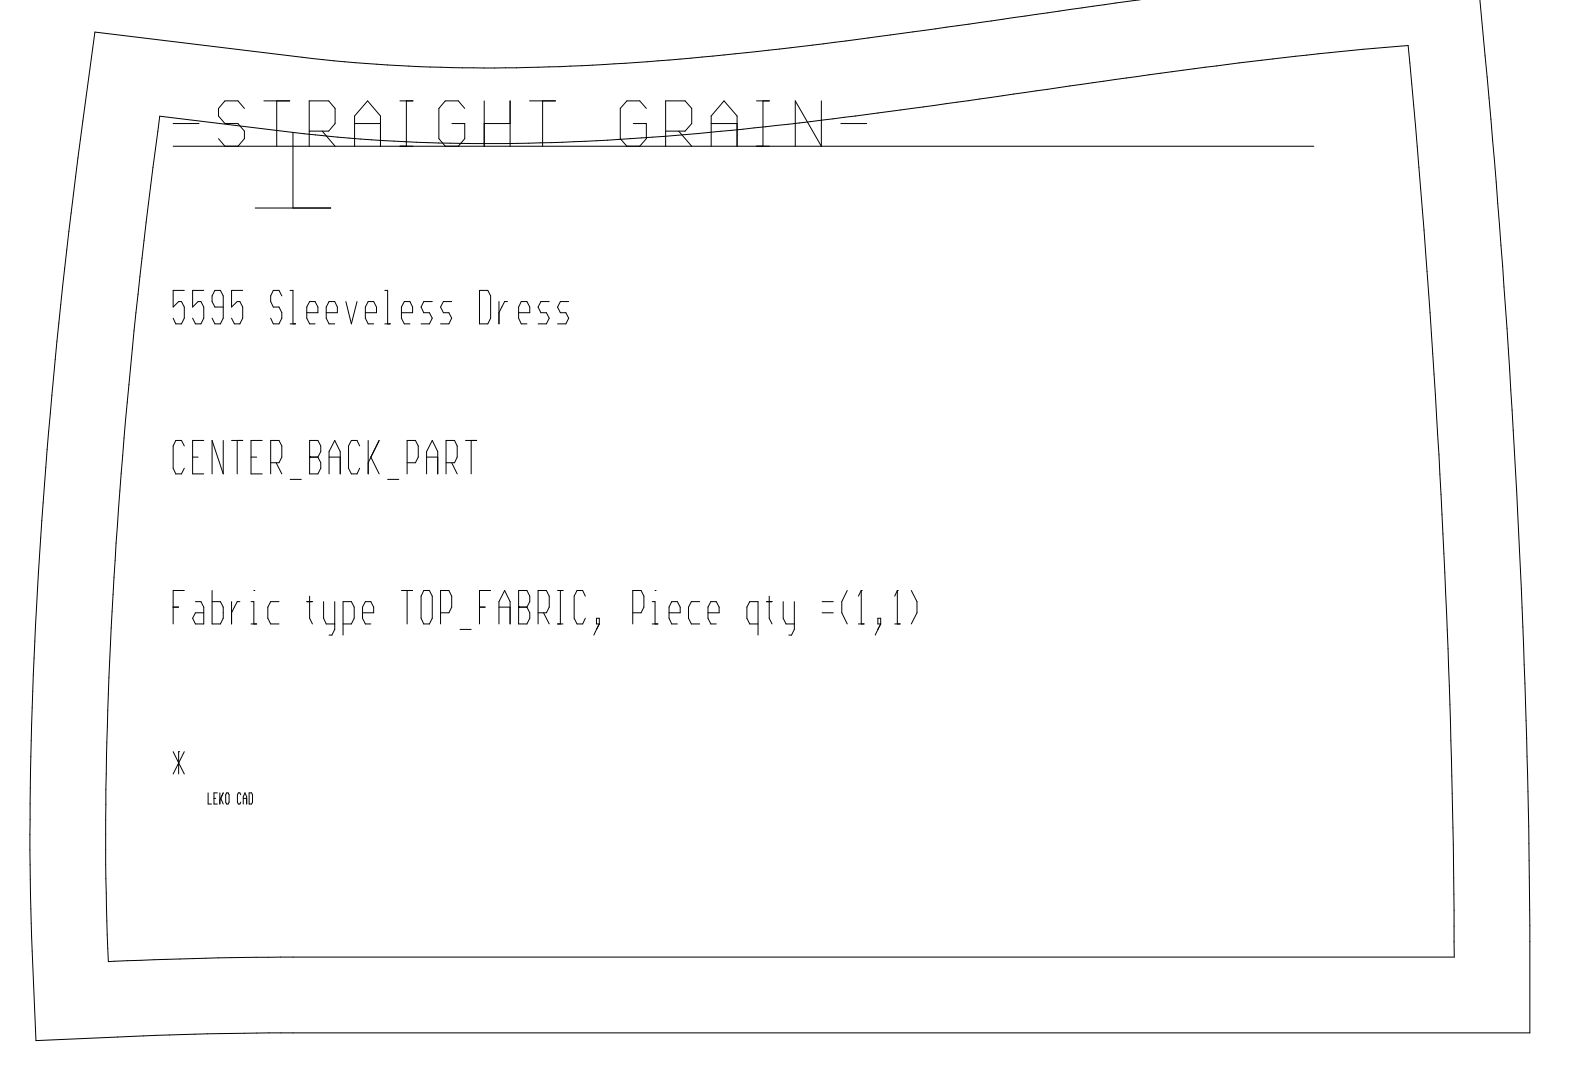 -STRAIGHT GRAIN-
5595 Sleeveless Dress
CENTER_BACK_PART
Fabric type TOP_FABRIC, Piece qty =(1,1)
Ж
LEKO CAD